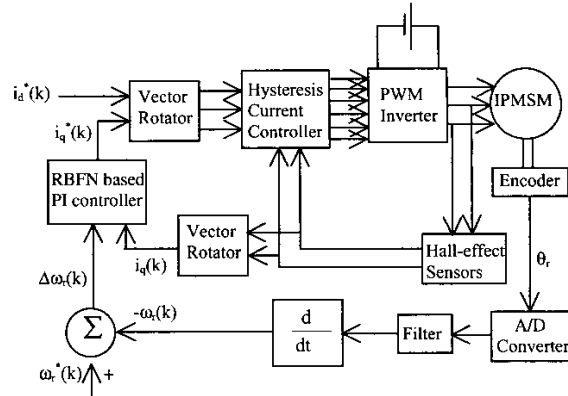 i_d^*(k)
Vector
Rotator
Hysteresis
Current
Controller
PWM
Inverter
IPMSM
i_q^*(k)
RBFN based
PI controller
Encoder
Vector
Rotator
Hall-effect
Sensors
θ_r
i_q(k)
Δω_r(k)
Σ
-ω_r(k)
d
dt
Filter
A/D
Converter
ω_r^*(k)
+